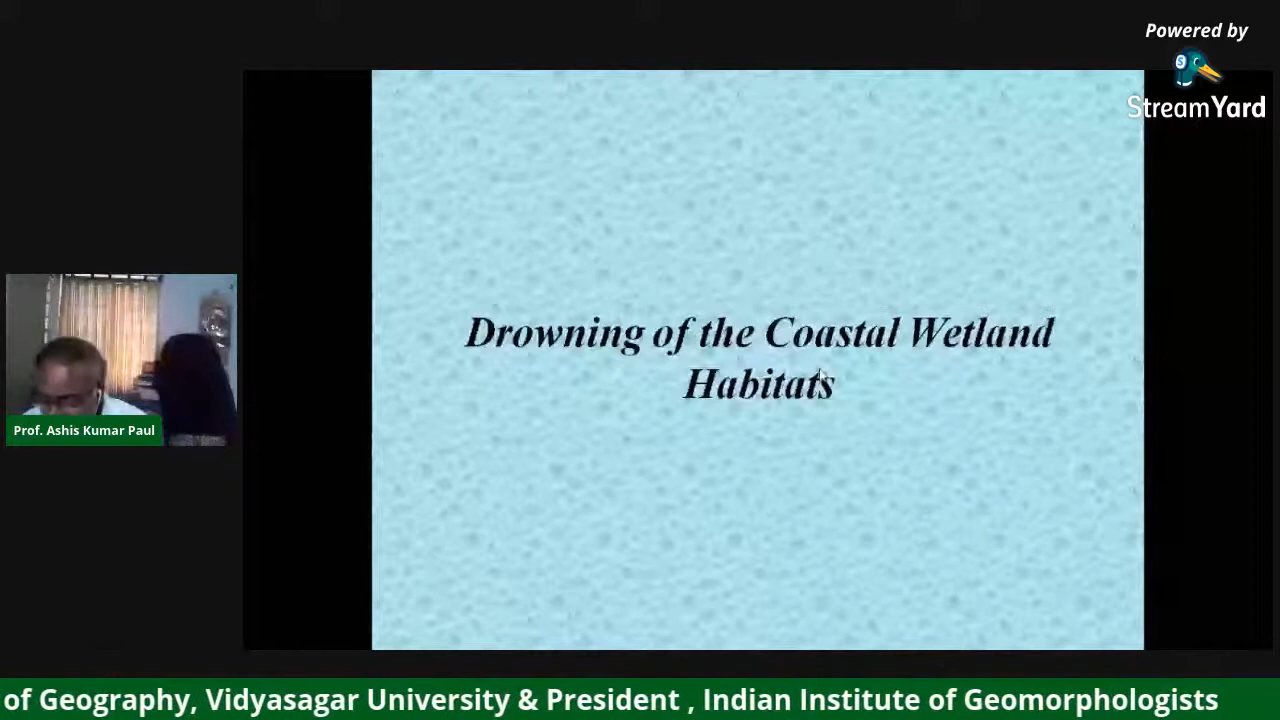 Powered by
StreamYard
Drowning of the Coastal Wetland
Habitats
Prof. Ashis Kumar Paul
of Geography, Vidyasagar University & President , Indian Institute of Geomorphologists